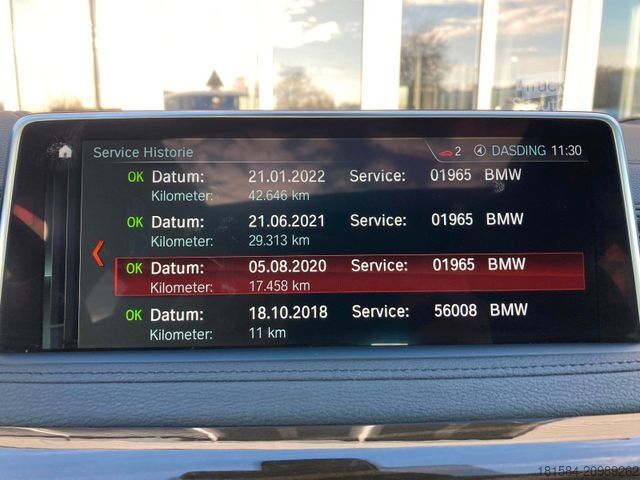 Service Historie 2 DASDING 11:30
OK Datum: 21.01.2022 Service: 01965 BMW
Kilometer: 42.646 km
OK Datum: 21.06.2021 Service: 01965 BMW
Kilometer: 29.313 km
OK Datum: 05.08.2020 Service: 01965 BMW
Kilometer: 17.458 km
OK Datum: 18.10.2018 Service: 56008 BMW
Kilometer: 11 km
181584-20989262